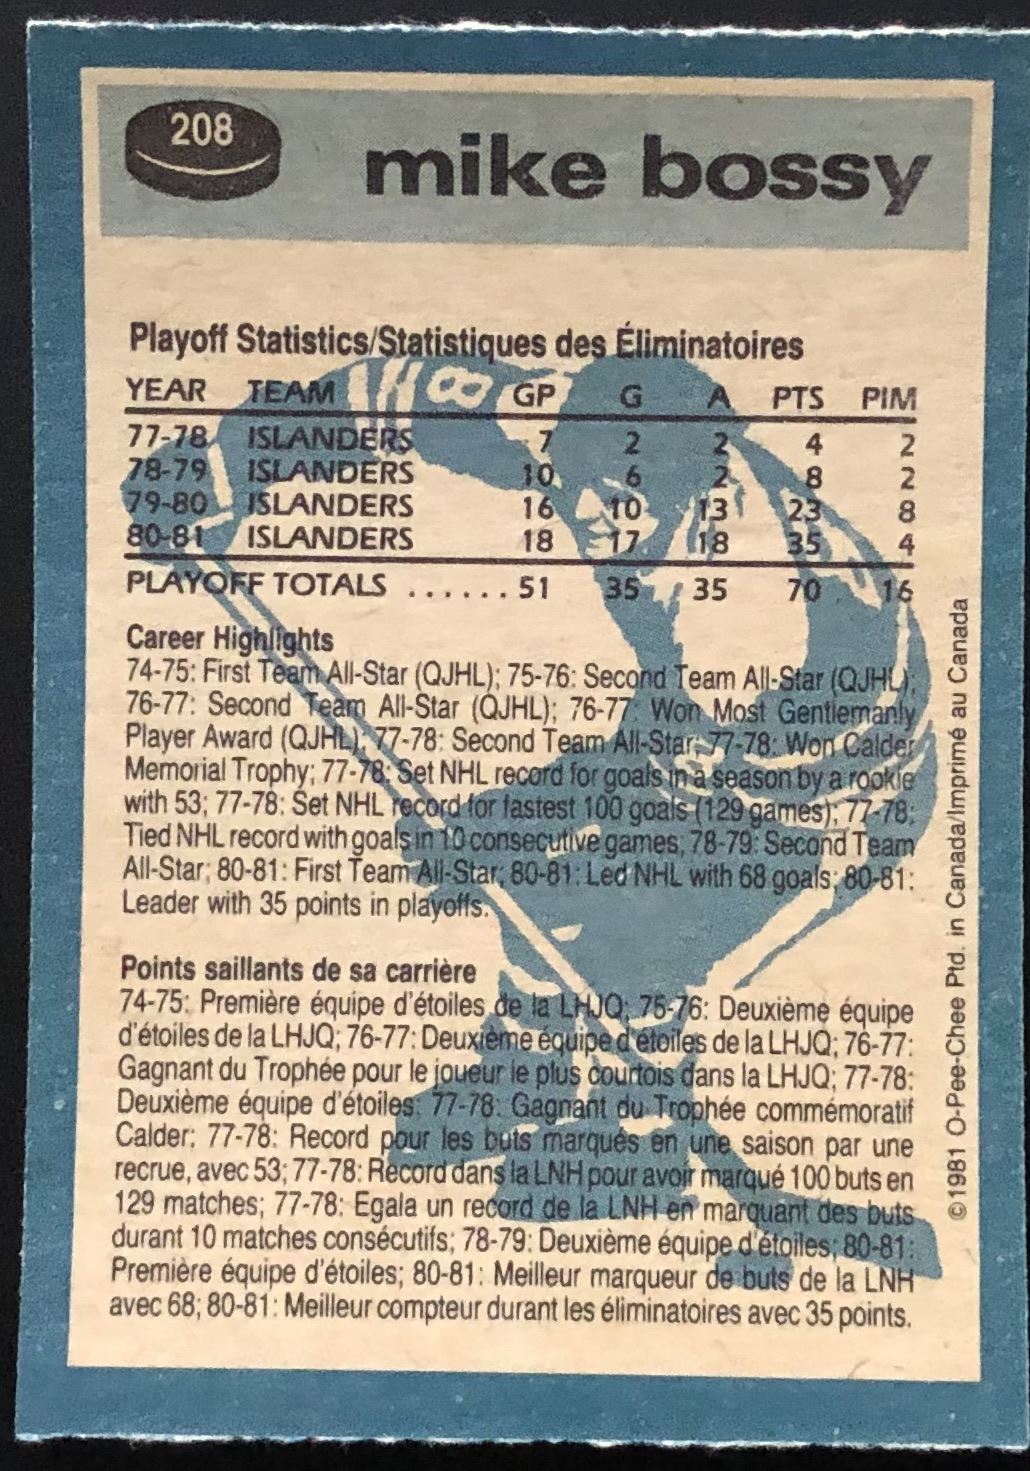 208
mike bossy
Playoff Statistics/Statistiques des Éliminatoires
YEAR TEAM GP G A PTS PIM
77-78 ISLANDERS 7 2 2 4 2
78-79 ISLANDERS 10 6 2 8 2
79-80 ISLANDERS 16 10 13 23 8
80-81 ISLANDERS 18 17 18 35 4
PLAYOFF TOTALS ...... 51 35 35 70 16
Career Highlights
74-75: First Team All-Star (QJHL); 75-76: Second Team All-Star (QJHL);
76-77: Second Team All-Star (QJHL); 76-77: Won Most Gentlemanly
Player Award (QJHL); 77-78: Second Team All-Star; 77-78: Won Calder
Memorial Trophy; 77-78: Set NHL record for goals in a season by a rookie
with 53; 77-78: Set NHL record for fastest 100 goals (129 games); 77-78:
Tied NHL record with goals in 10 consecutive games; 78-79: Second Team
All-Star; 80-81: First Team All-Star; 80-81: Led NHL with 68 goals; 80-81:
Leader with 35 points in playoffs.
Points saillants de sa carrière
74-75: Première équipe d'étoiles de la LHJQ; 75-76: Deuxième équipe
d'étoiles de la LHJQ; 76-77: Deuxième équipe d'étoiles de la LHJQ; 76-77:
Gagnant du Trophée pour le joueur le plus courtois dans la LHJQ; 77-78:
Deuxième équipe d'étoiles; 77-78: Gagnant du Trophée commémoratif
Calder; 77-78: Record pour les buts marqués en une saison par une
recrue, avec 53; 77-78: Record dans la LNH pour avoir marqué 100 buts en
129 matches; 77-78: Egala un record de la LNH en marquant des buts
durant 10 matches consécutifs; 78-79: Deuxième équipe d'étoiles; 80-81:
Première équipe d'étoiles; 80-81: Meilleur marqueur de buts de la LNH
avec 68; 80-81: Meilleur compteur durant les éliminatoires avec 35 points.
©1981 O-Pee-Chee Ptd. in Canada/Imprimé au Canada